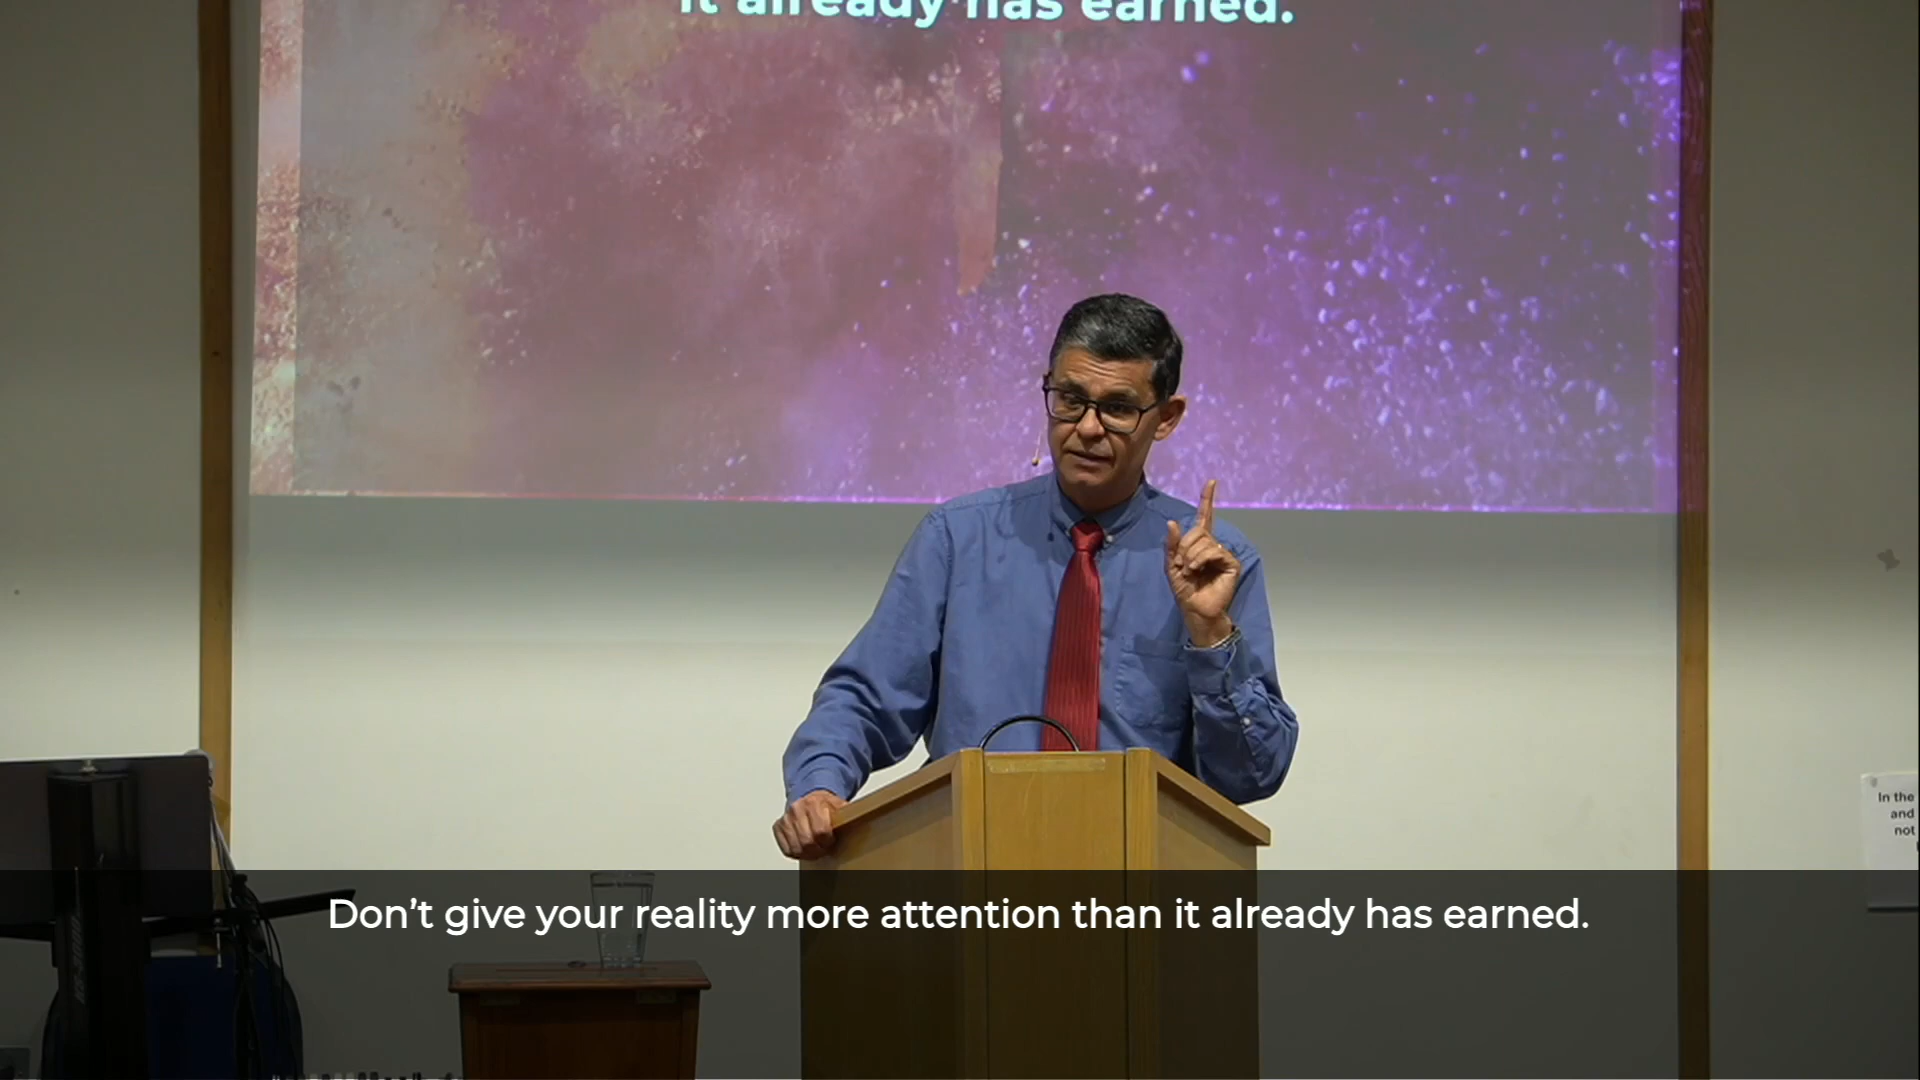 it already has earned.
In the
and
not
Don't give your reality more attention than it already has earned.